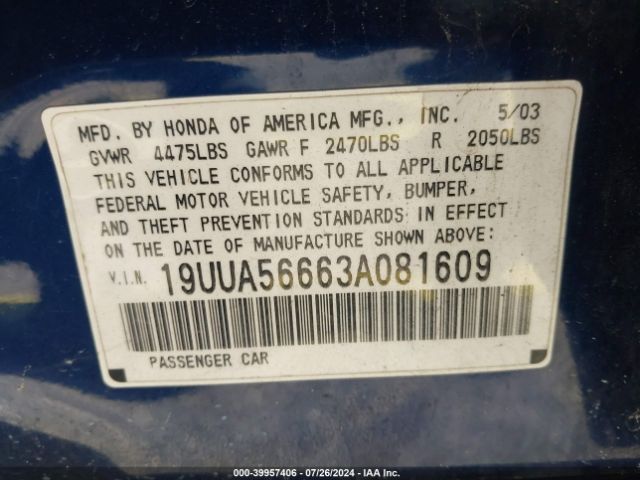 MFD. BY HONDA OF AMERICA MFG., INC. 5/03
GVWR 4475LBS GAWR F 2470LBS R 2050LBS
THIS VEHICLE CONFORMS TO ALL APPLICABLE
FEDERAL MOTOR VEHICLE SAFETY, BUMPER,
AND THEFT PREVENTION STANDARDS IN EFFECT
ON THE DATE OF MANUFACTURE SHOWN ABOVE:
V.I.N. 19UUA56663A081609
PASSENGER CAR
000-39957406 - 07/26/2024 - IAA Inc.